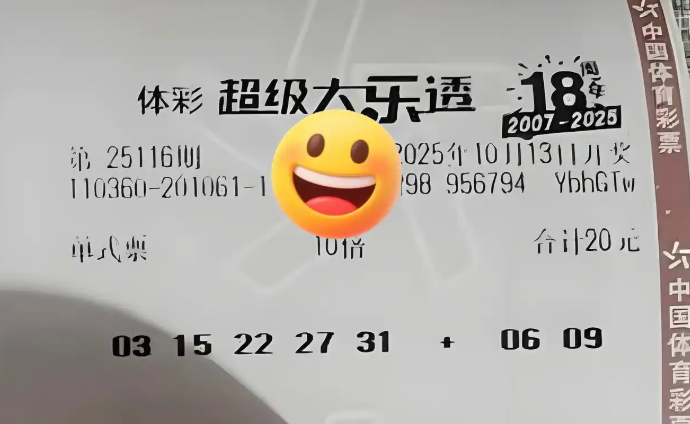 体彩 超级大乐透 18周年
2007-2025
第 25116期 2025年10月13日开奖
110360-201061-1 98 956794 YbhGTw
单式票 10倍 合计20元
03 15 22 27 31 + 06 09
中国体育彩票
中国体育彩